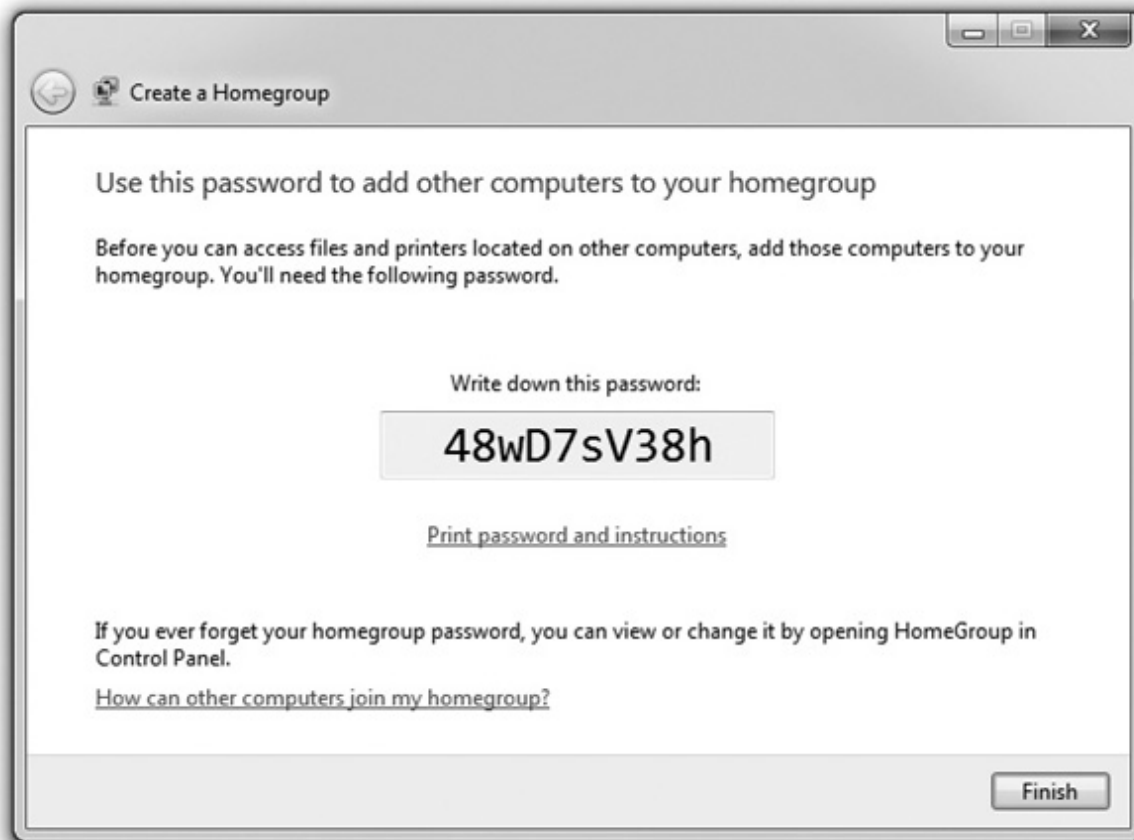 Create a Homegroup
Use this password to add other computers to your homegroup
Before you can access files and printers located on other computers, add those computers to your
homegroup. You'll need the following password.
Write down this password:
48wD7sV38h
Print password and instructions
If you ever forget your homegroup password, you can view or change it by opening HomeGroup in
Control Panel.
How can other computers join my homegroup?
Finish